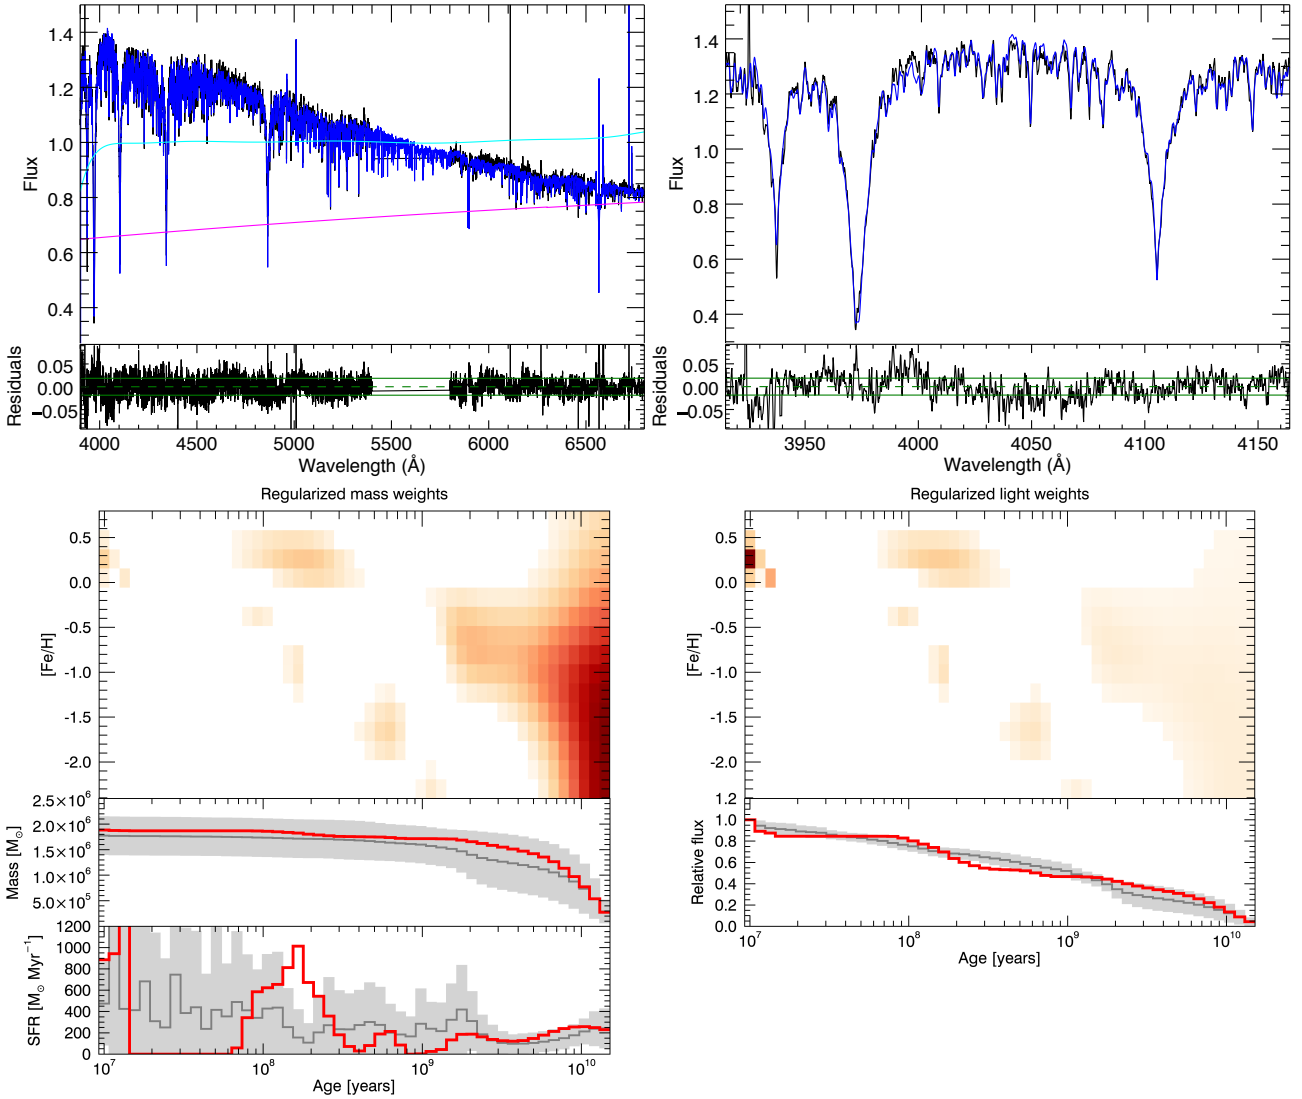 1.4
1.2
1.0
0.8
0.6
0.4
Flux
0.05
0.00
−0.05
Residuals
4000 4500 5000 5500 6000 6500
Wavelength (Å)
1.4
1.2
1.0
0.8
0.6
0.4
Flux
0.05
0.00
−0.05
Residuals
3950 4000 4050 4100 4150
Wavelength (Å)
Regularized mass weights
0.5
0.0
-0.5
-1.0
-1.5
-2.0
[Fe/H]
2.5×10⁶
2.0×10⁶
1.5×10⁶
1.0×10⁶
5.0×10⁵
Mass [M☉]
1200
1000
800
600
400
200
0
SFR [M☉ Myr⁻¹]
10⁷ 10⁸ 10⁹ 10¹⁰
Age [years]
Regularized light weights
0.5
0.0
-0.5
-1.0
-1.5
-2.0
[Fe/H]
1.2
1.0
0.8
0.6
0.4
0.2
0.0
Relative flux
10⁷ 10⁸ 10⁹ 10¹⁰
Age [years]